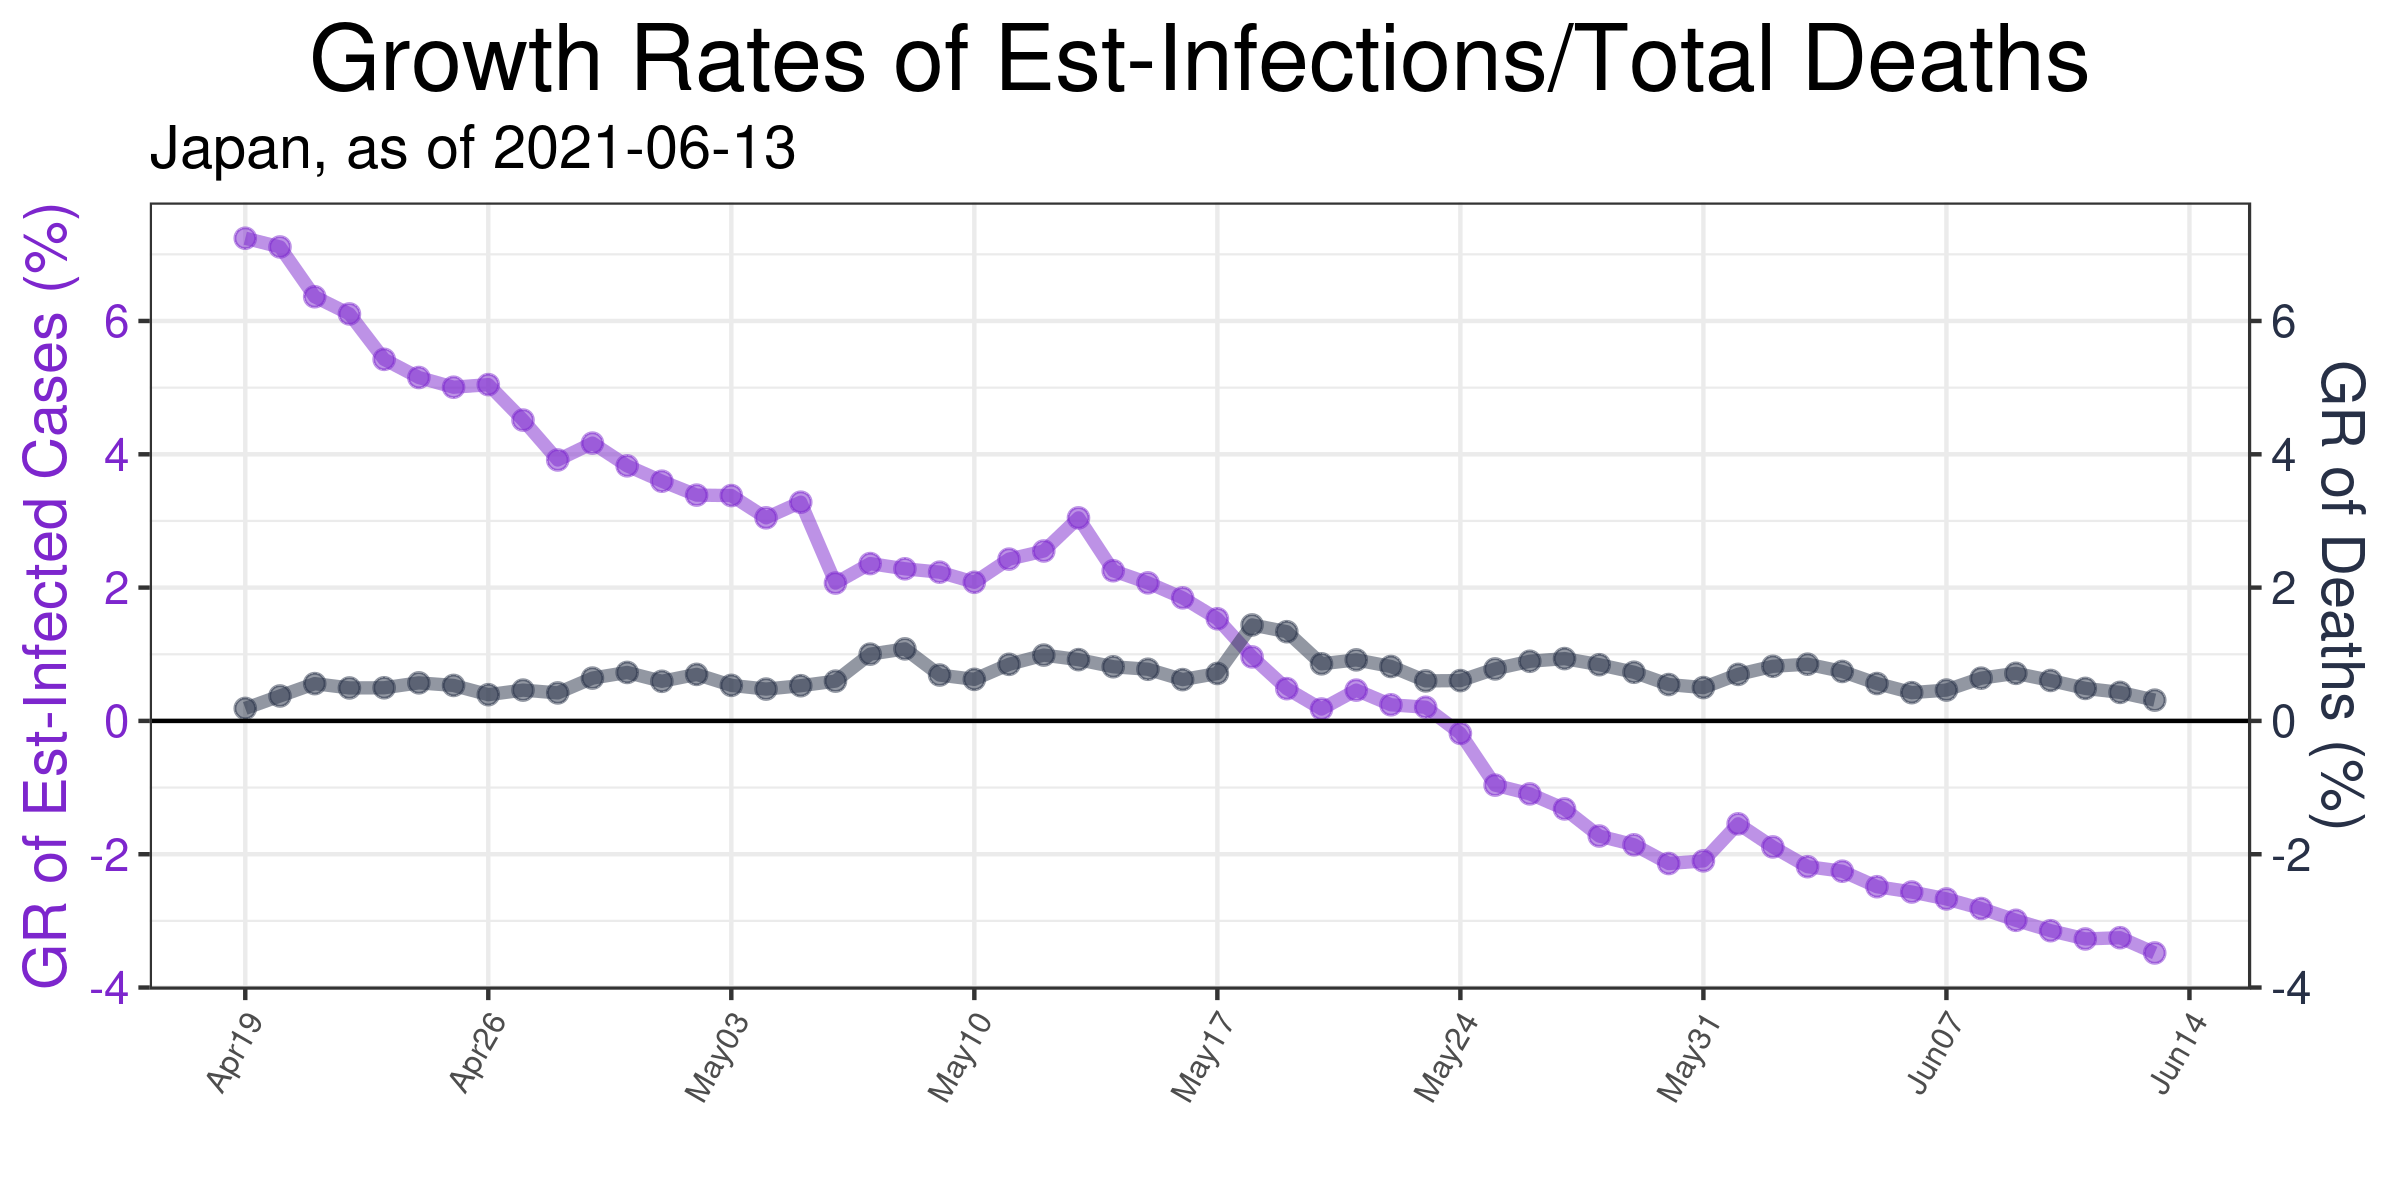 Growth Rates of Est-Infections/Total Deaths
Japan, as of 2021-06-13
GR of Est-Infected Cases (%)
6
4
2
0
-2
-4
6
4
2
0
-2
-4
GR of Deaths (%)
Apr19
Apr26
May03
May10
May17
May24
May31
Jun07
Jun14